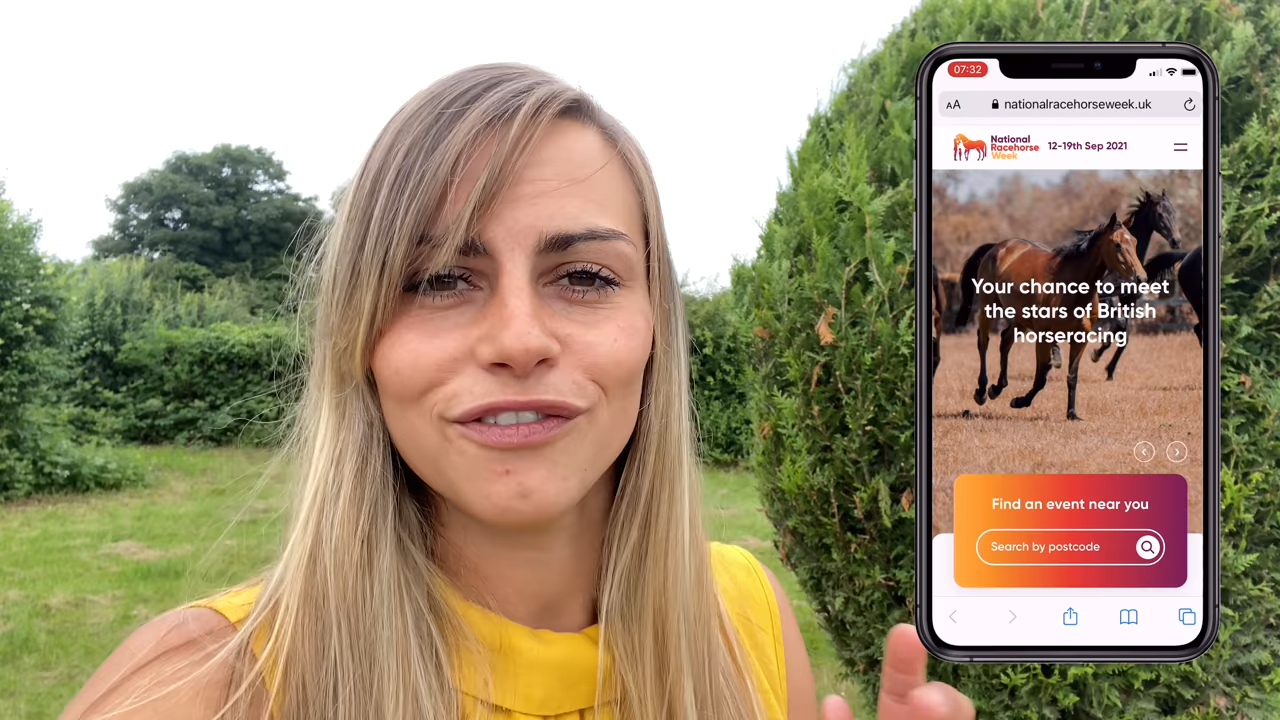 07:32
AA nationalracehorseweek.uk
National
Racehorse
Week
12-19th Sep 2021
Your chance to meet
the stars of British
horseracing
Find an event near you
Search by postcode